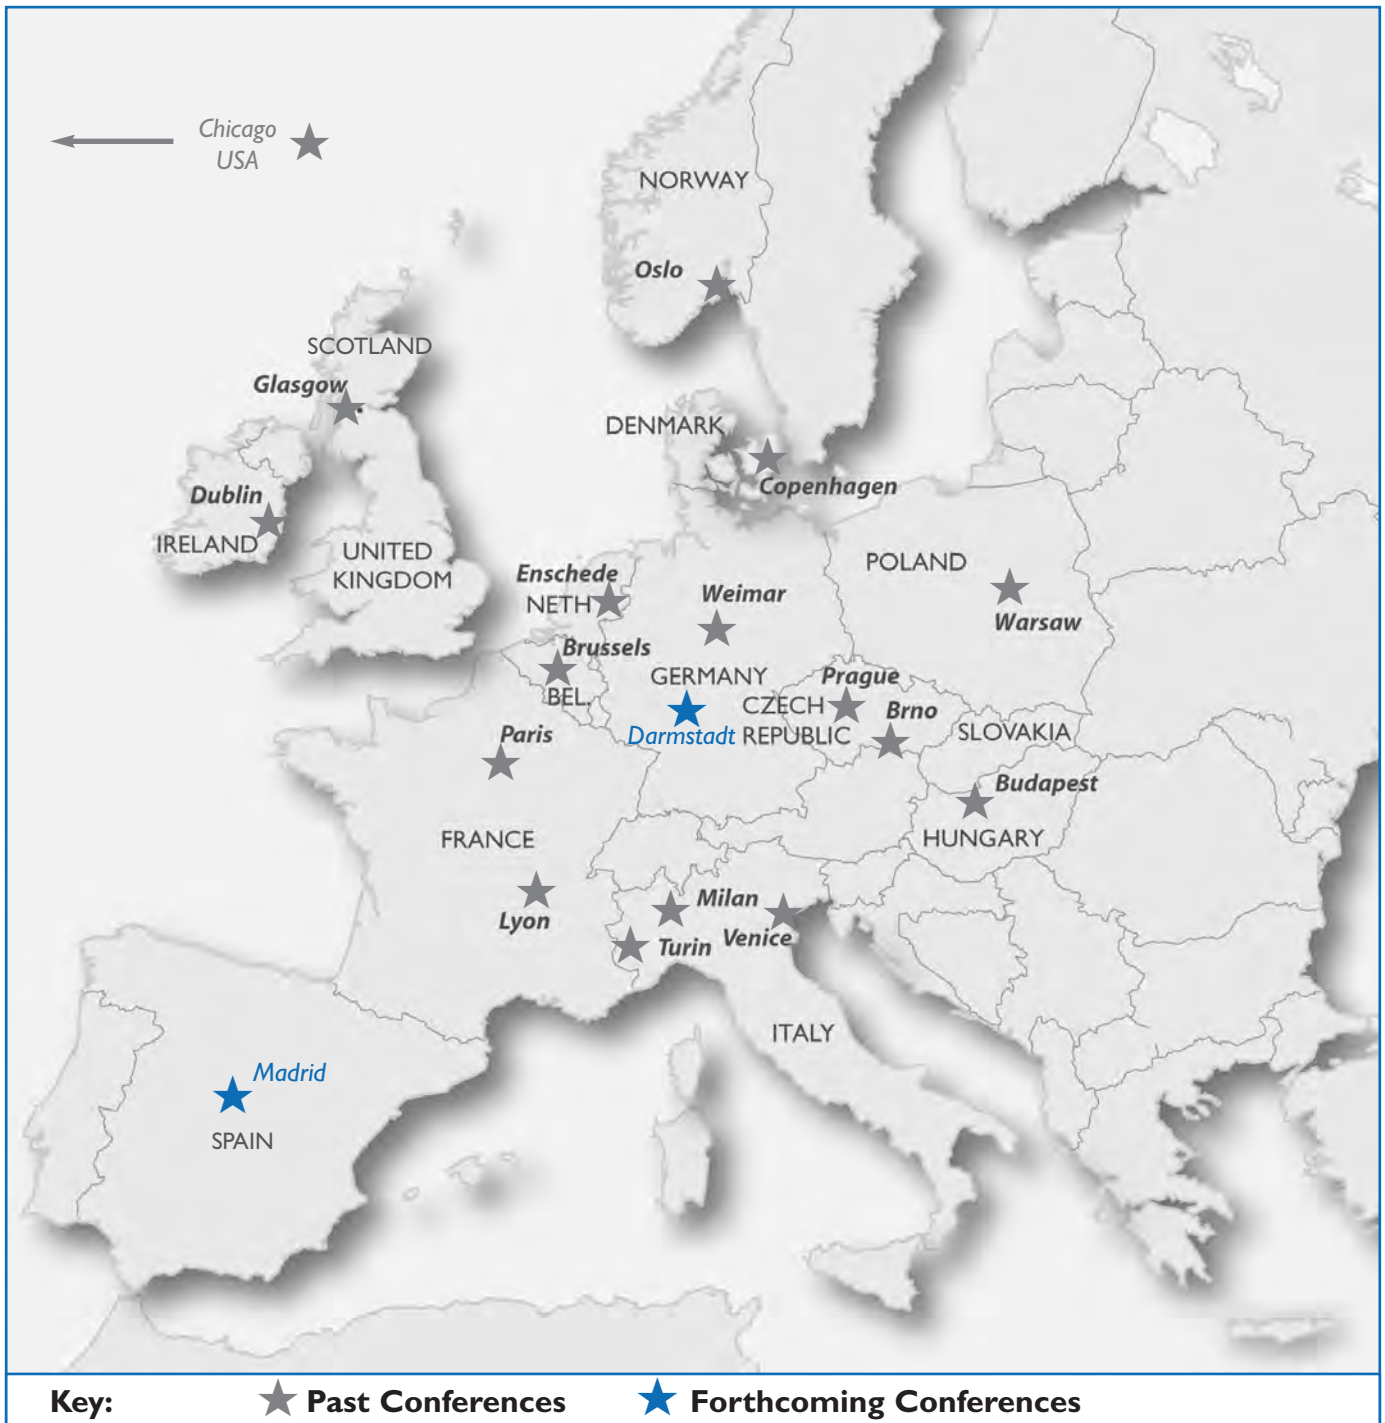 Chicago
USA
NORWAY
Oslo
SCOTLAND
Glasgow
DENMARK
Copenhagen
Dublin
IRELAND
UNITED
KINGDOM
POLAND
Warsaw
Enschede
NETH
Weimar
Brussels
BEL.
GERMANY
Darmstadt
Prague
CZECH
REPUBLIC
Brno
SLOVAKIA
Paris
Budapest
HUNGARY
FRANCE
Lyon
Milan
Venice
Turin
ITALY
Madrid
SPAIN
Key:
Past Conferences
Forthcoming Conferences